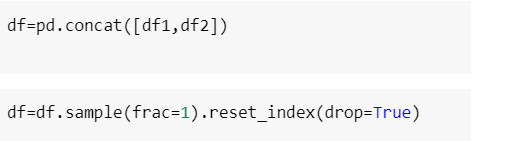 df=pd.concat([df1,df2])
df=df.sample(frac=1).reset_index(drop=True)